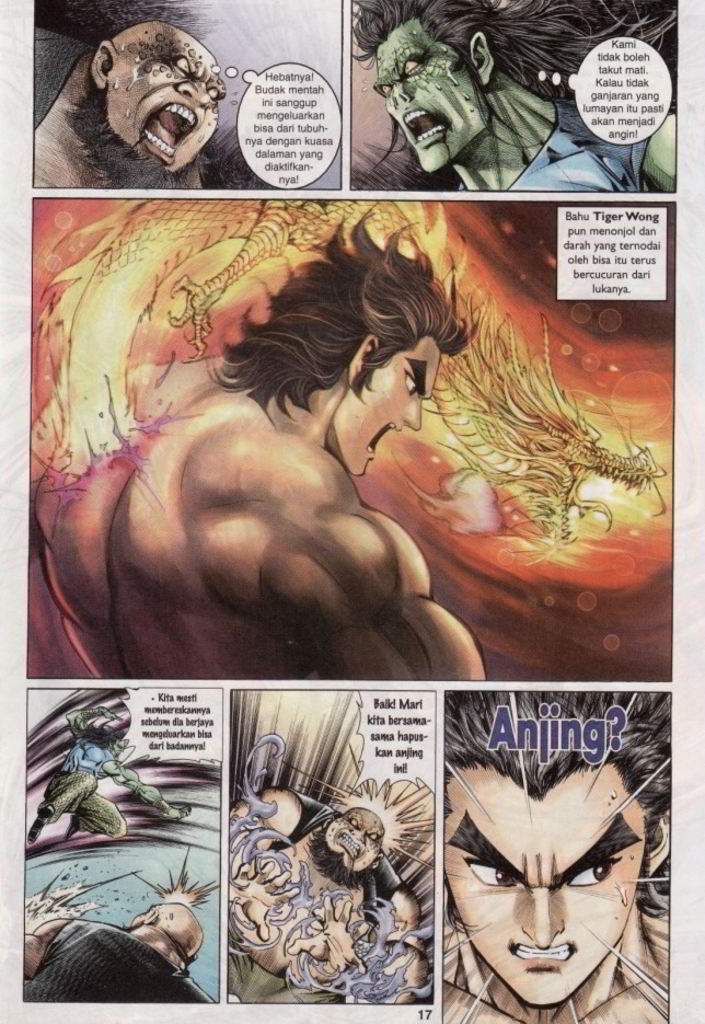 Hebatnya!
Budak mentah
ini sanggup
mengeluarkan
bisa dari tubuh-
nya dengan kuasa
dalaman yang
diaktifkan-
nya!
Kami
tidak boleh
takut mati.
Kalau tidak
ganjaran yang
lumayan itu pasti
akan menjadi
angin!
Bahu Tiger Wong
pun menonjol dan
darah yang ternodai
oleh bisa itu terus
bercucuran dari
lukanya.
Kita mesti
membereskannya
sebelum dia berjaya
mengeluarkan bisa
dari badannya!
Baik! Mari
kita bersama-
sama hapus-
kan anjing
ini!
Anjing?
17